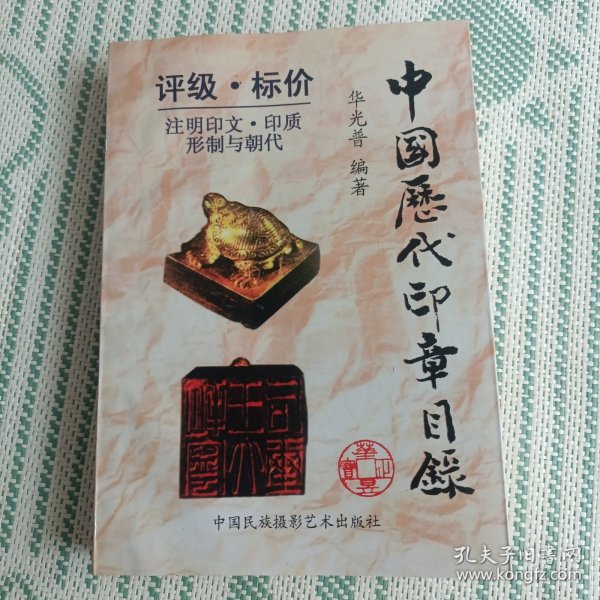 评级·标价
注明印文·印质
形制与朝代
中國歷代印章目錄
华光普 编著
中国民族摄影艺术出版社
孔夫子旧书网
www.kongfz.com